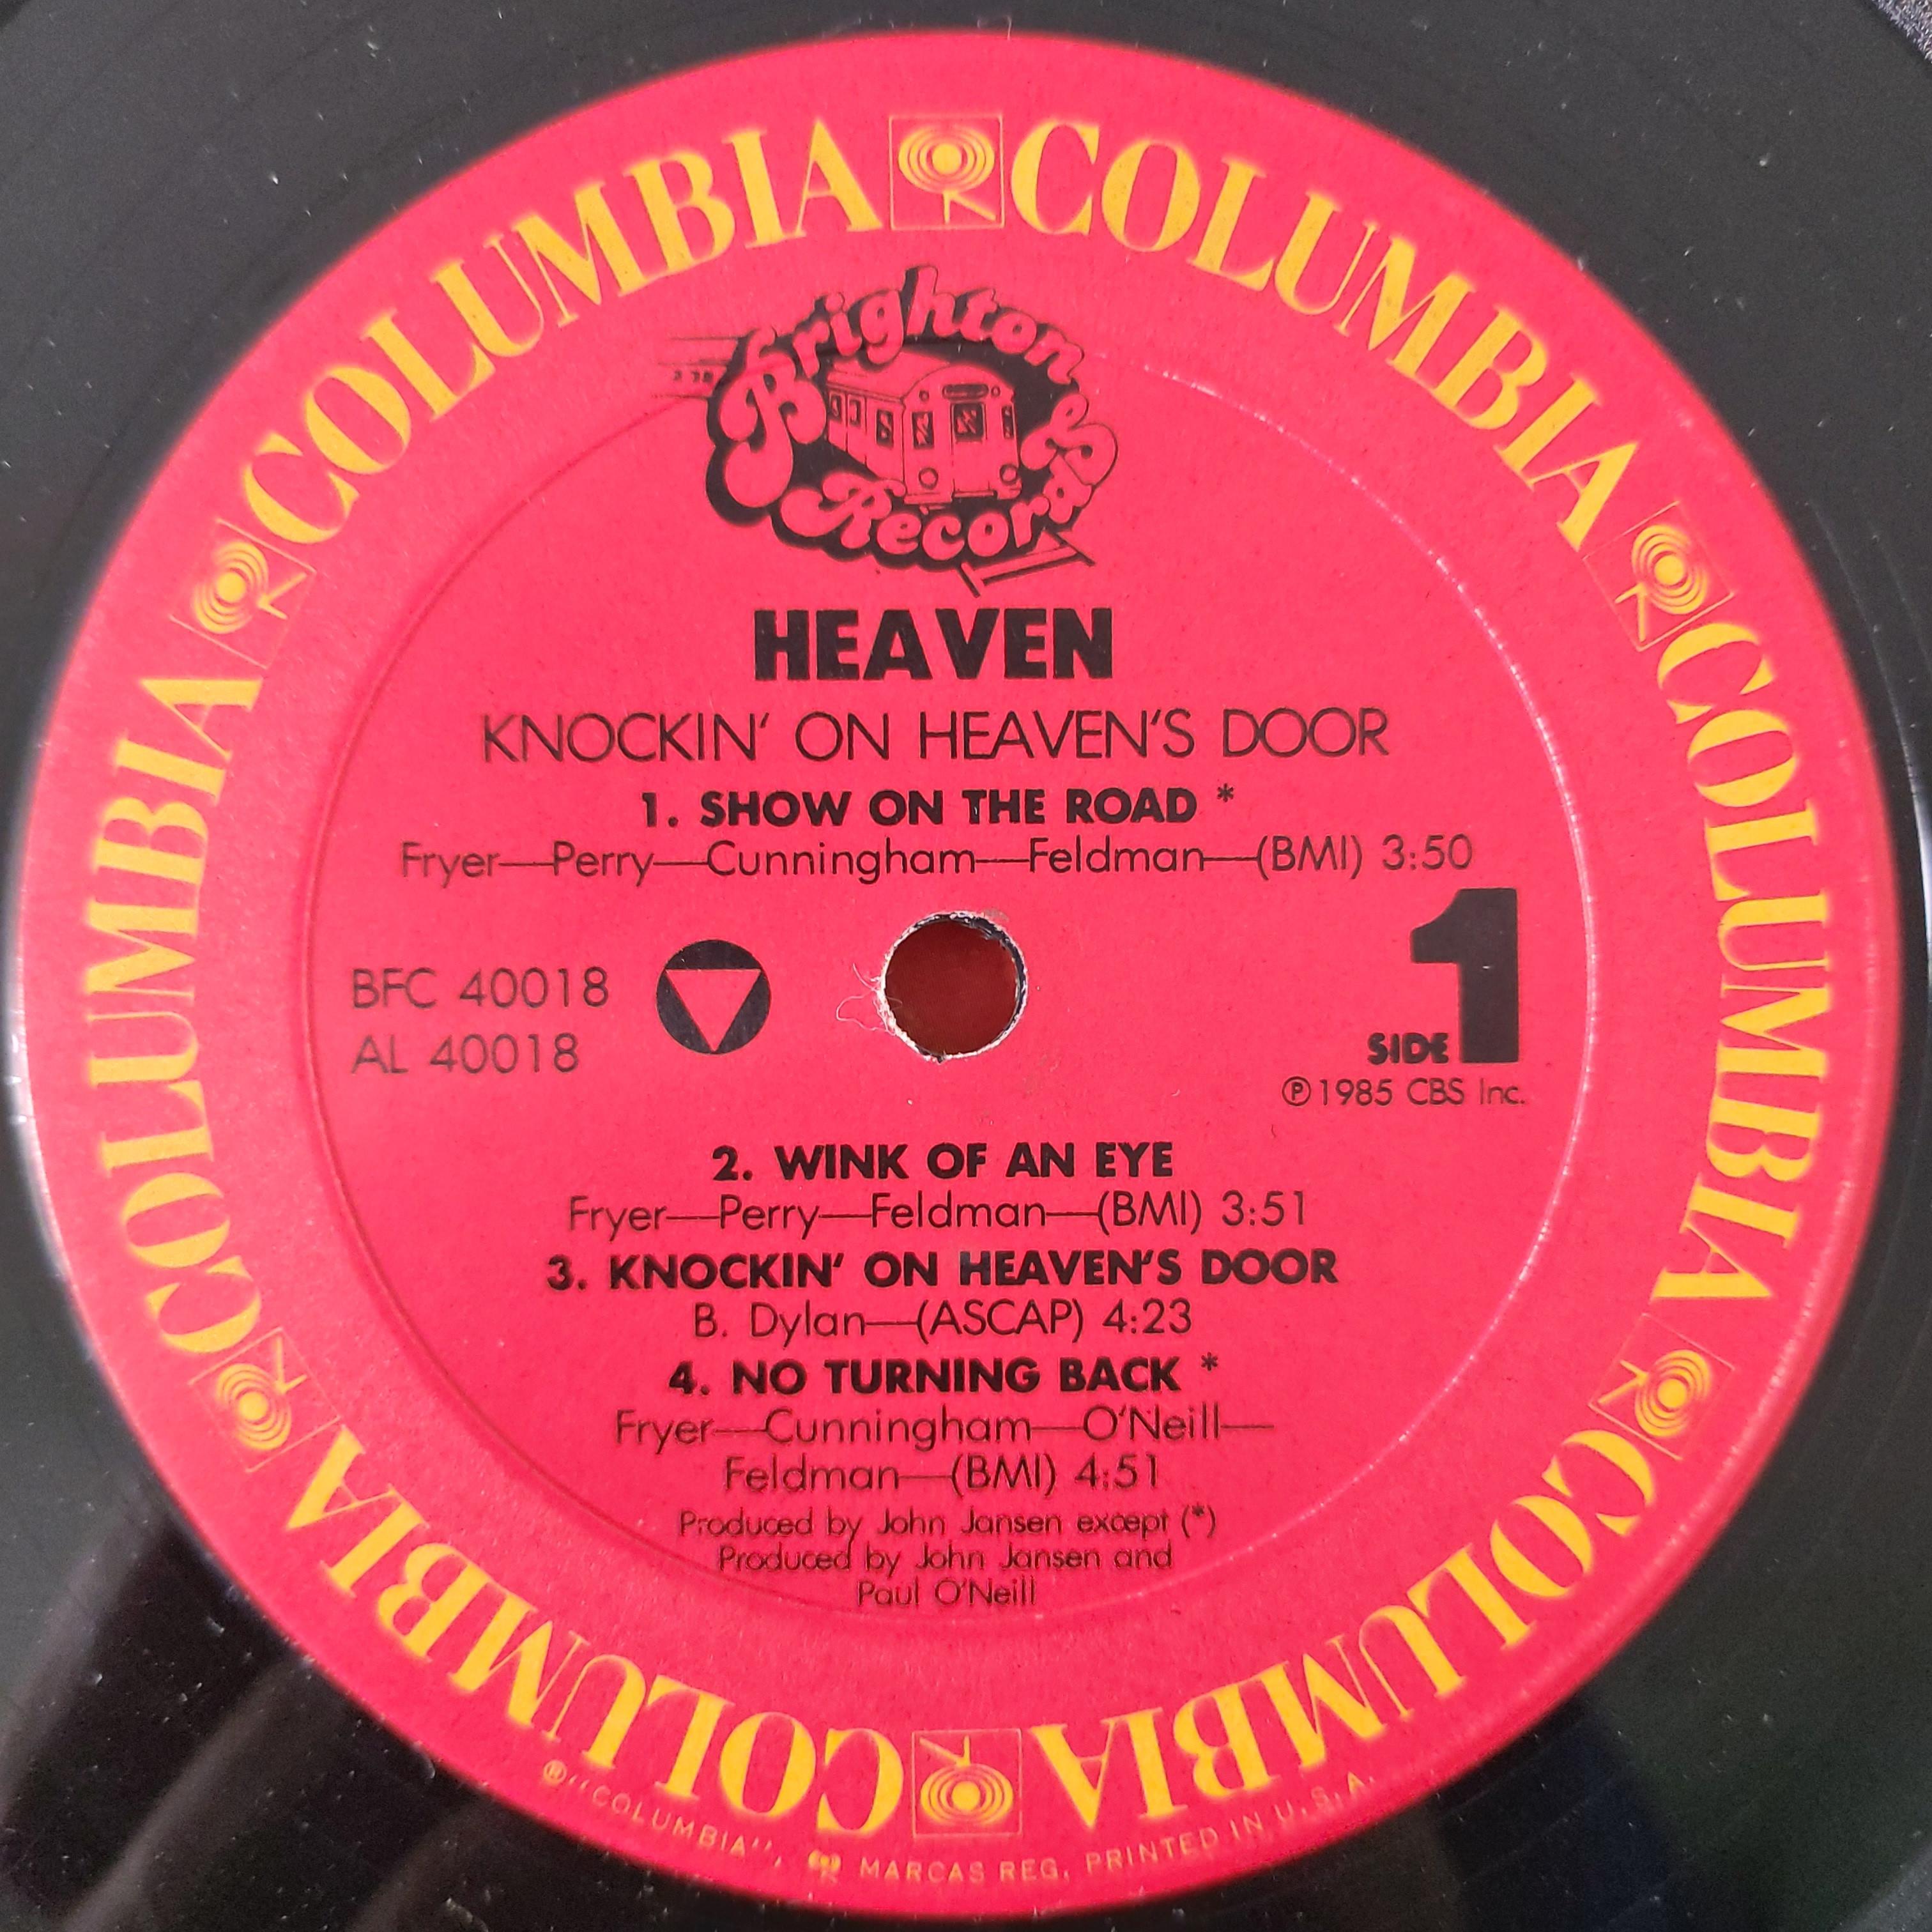 COLUMBIA COLUMBIA COLUMBIA COLUMBIA COLUMBIA COLUMBIA
Brighton Records
HEAVEN
KNOCKIN' ON HEAVEN'S DOOR
1. SHOW ON THE ROAD *
Fryer—Perry—Cunningham—Feldman—(BMI) 3:50
BFC 40018
AL 40018
SIDE 1
℗1985 CBS Inc.
2. WINK OF AN EYE
Fryer—Perry—Feldman—(BMI) 3:51
3. KNOCKIN' ON HEAVEN'S DOOR
B. Dylan—(ASCAP) 4:23
4. NO TURNING BACK *
Fryer—Cunningham—O'Neill—
Feldman—(BMI) 4:51
Produced by John Jansen except (*)
Produced by John Jansen and
Paul O'Neill
®"COLUMBIA", MARCAS REG. PRINTED IN U.S.A.